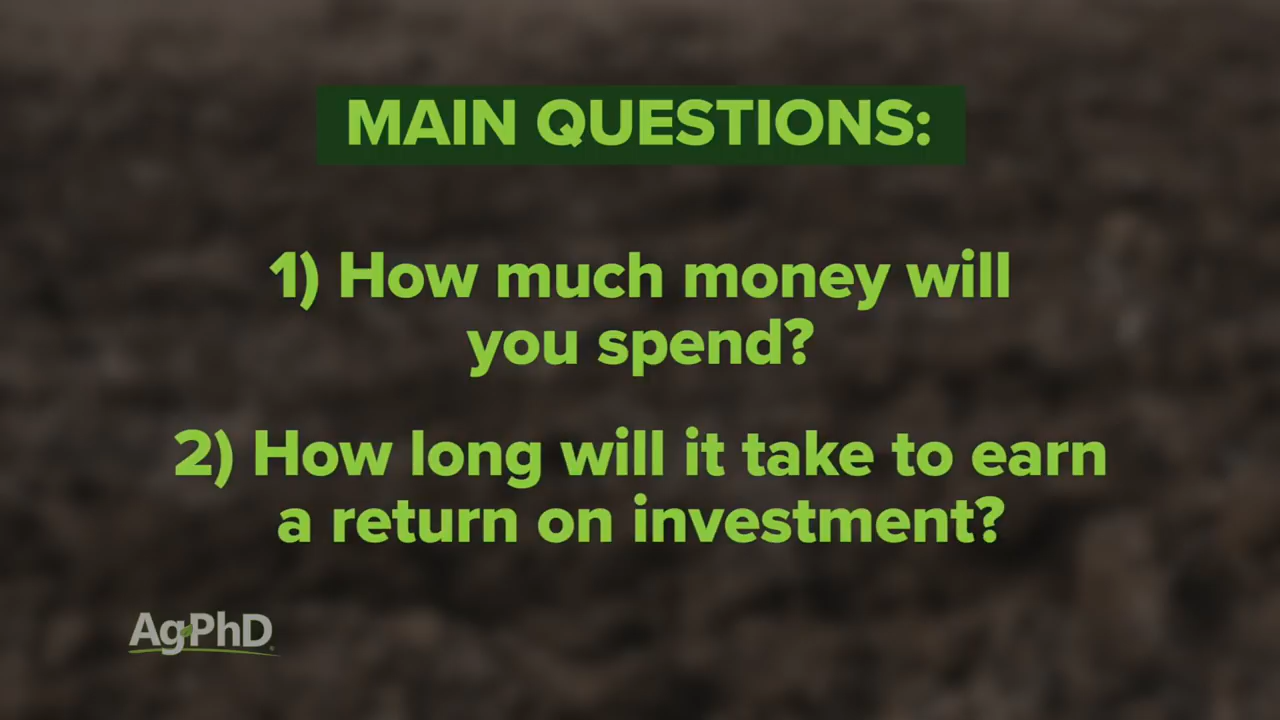 MAIN QUESTIONS:
1) How much money will
you spend?
2) How long will it take to earn
a return on investment?
AgPhD